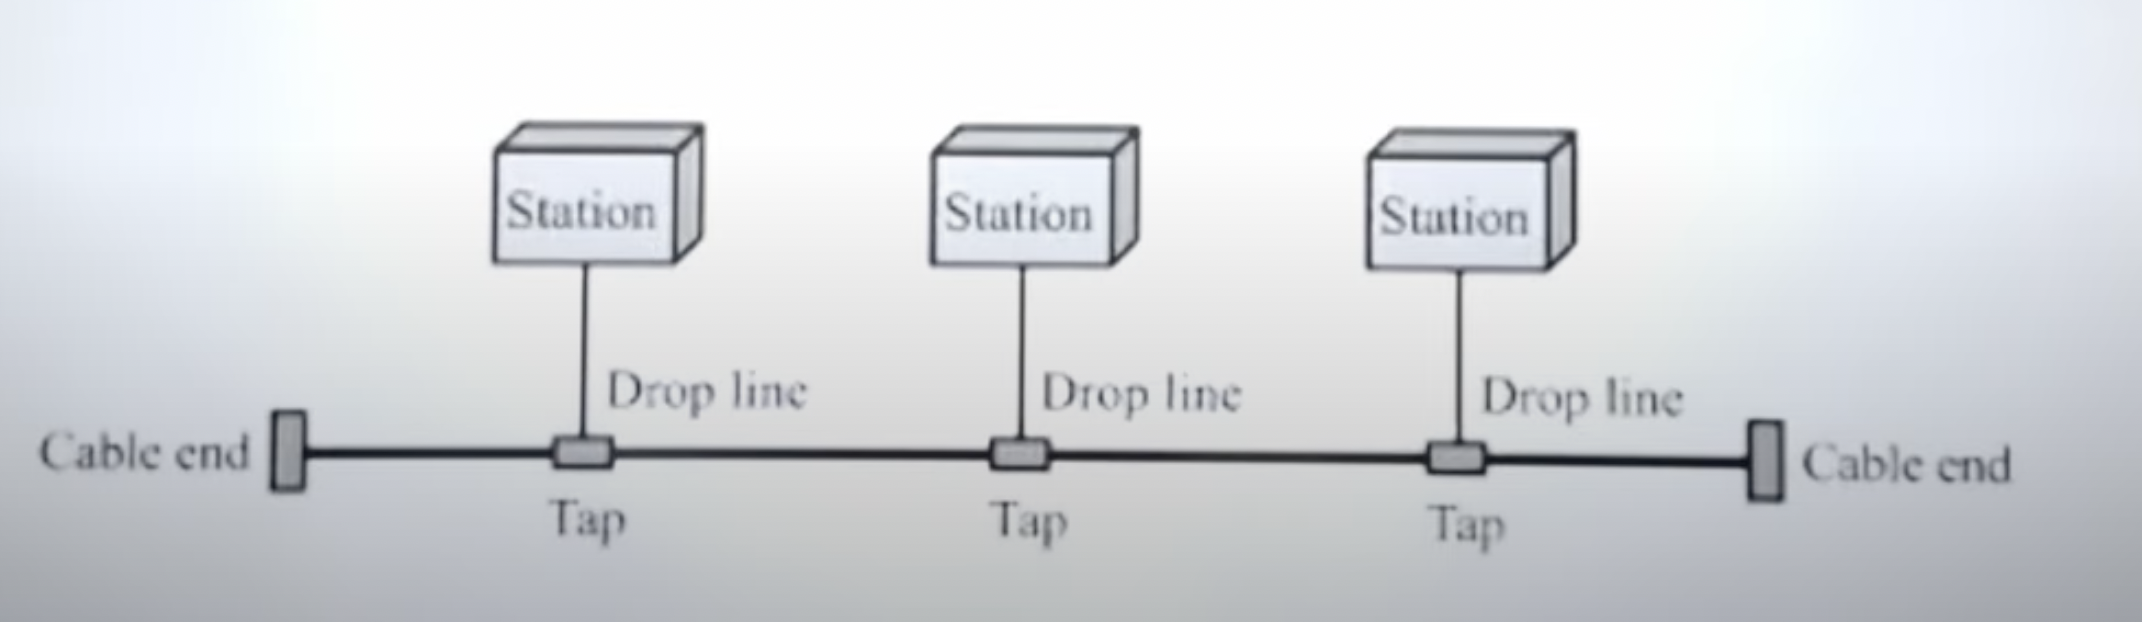 Station
Station
Station
Drop line
Drop line
Drop line
Cable end
Cable end
Tap
Tap
Tap